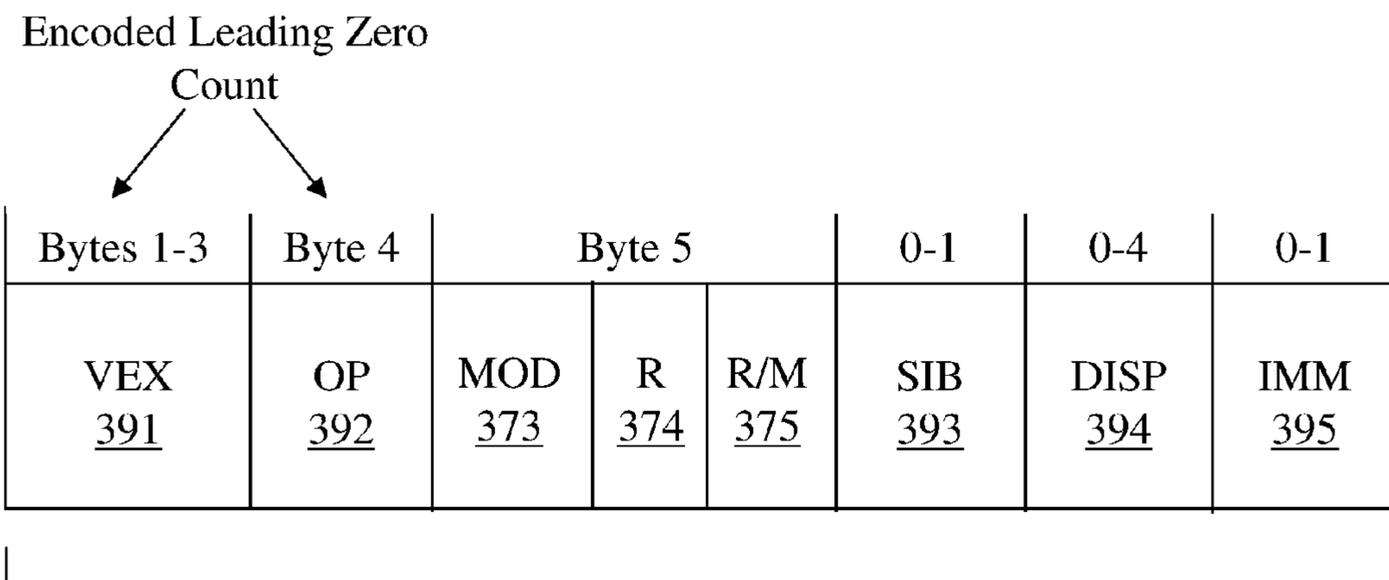 Encoded Leading Zero
Count
Bytes 1-3 Byte 4 Byte 5 0-1 0-4 0-1
VEX OP MOD R R/M SIB DISP IMM
391 392 373 374 375 393 394 395